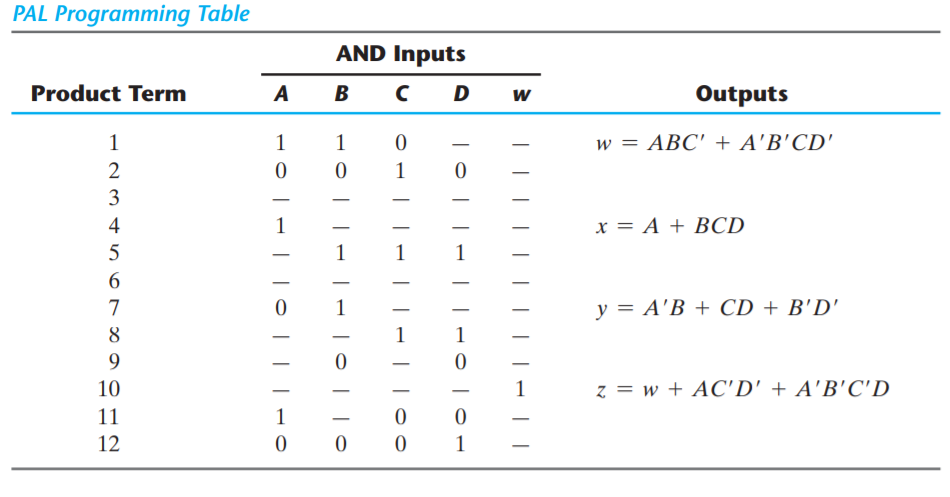 PAL Programming Table
AND Inputs
Product Term A B C D w Outputs
1 1 1 0 — — w = ABC' + A'B'CD'
2 0 0 1 0 —
3 — — — — —
4 1 — — — — x = A + BCD
5 — 1 1 1 —
6 — — — — —
7 0 1 — — — y = A'B + CD + B'D'
8 — — 1 1 —
9 — 0 — 0 —
10 — — — — 1 z = w + AC'D' + A'B'C'D
11 1 — 0 0 —
12 0 0 0 1 —